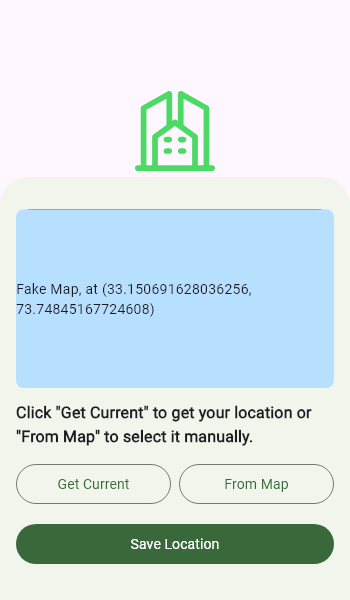 Fake Map, at (33.150691628036256,
73.74845167724608)
Click "Get Current" to get your location or
"From Map" to select it manually.
Get Current
From Map
Save Location